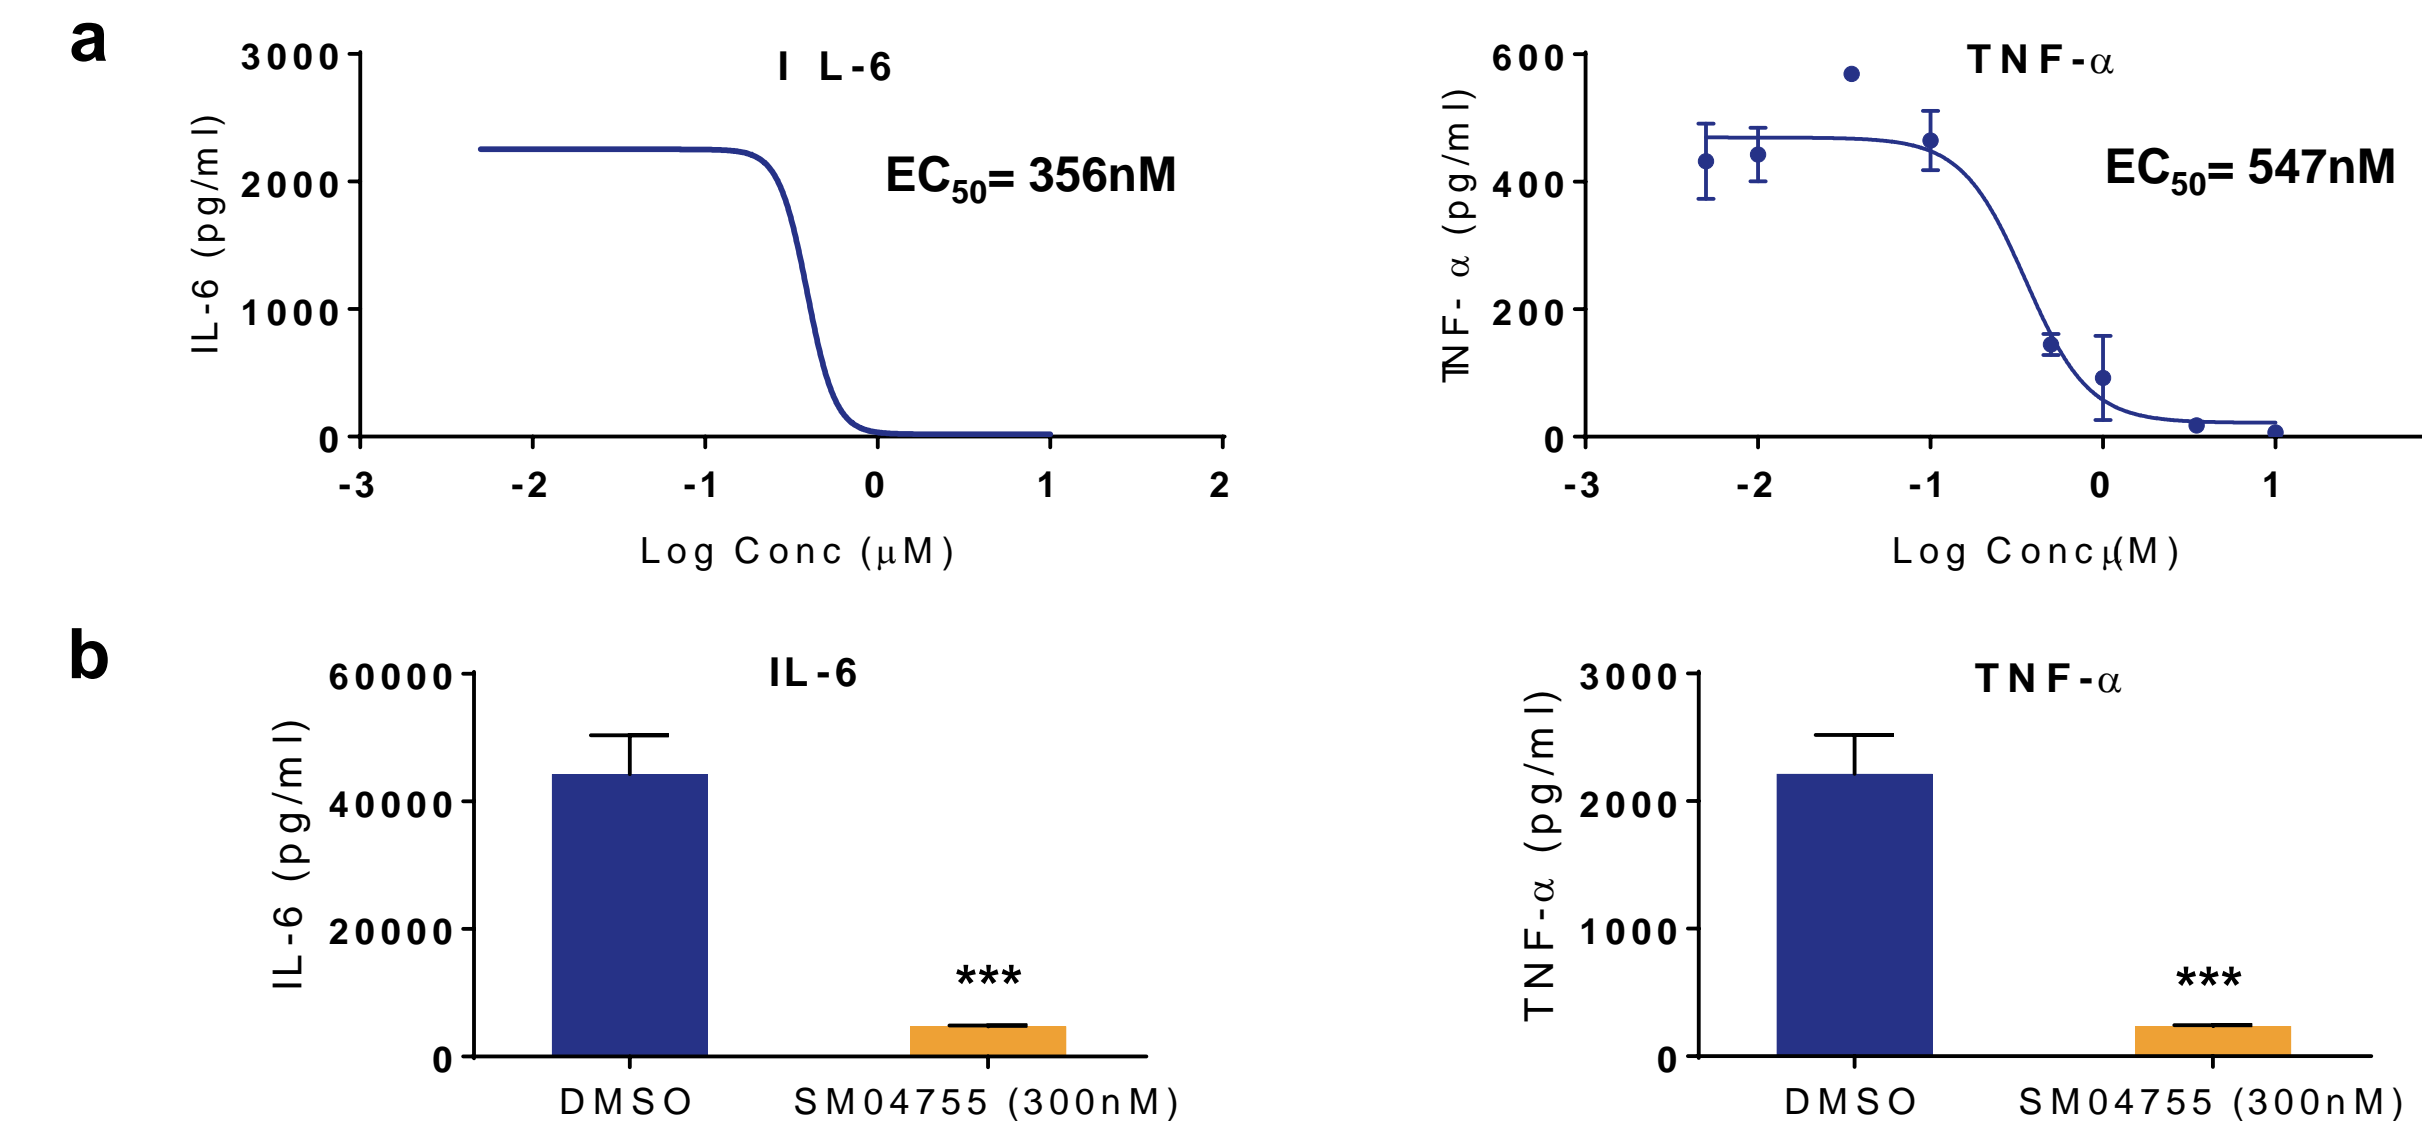 a
I L-6
IL-6 (pg/ml)
3000
2000
1000
0
EC50= 356nM
-3 -2 -1 0 1 2
Log Conc (μM)
TNF-α
TNF- α (pg/ml)
600
400
200
0
EC50= 547nM
-3 -2 -1 0 1
Log Concμ(M)
b
IL-6
IL-6 (pg/ml)
60000
40000
20000
0
***
DMSO SM04755 (300nM)
TNF-α
TNF-α (pg/ml)
3000
2000
1000
0
***
DMSO SM04755 (300nM)